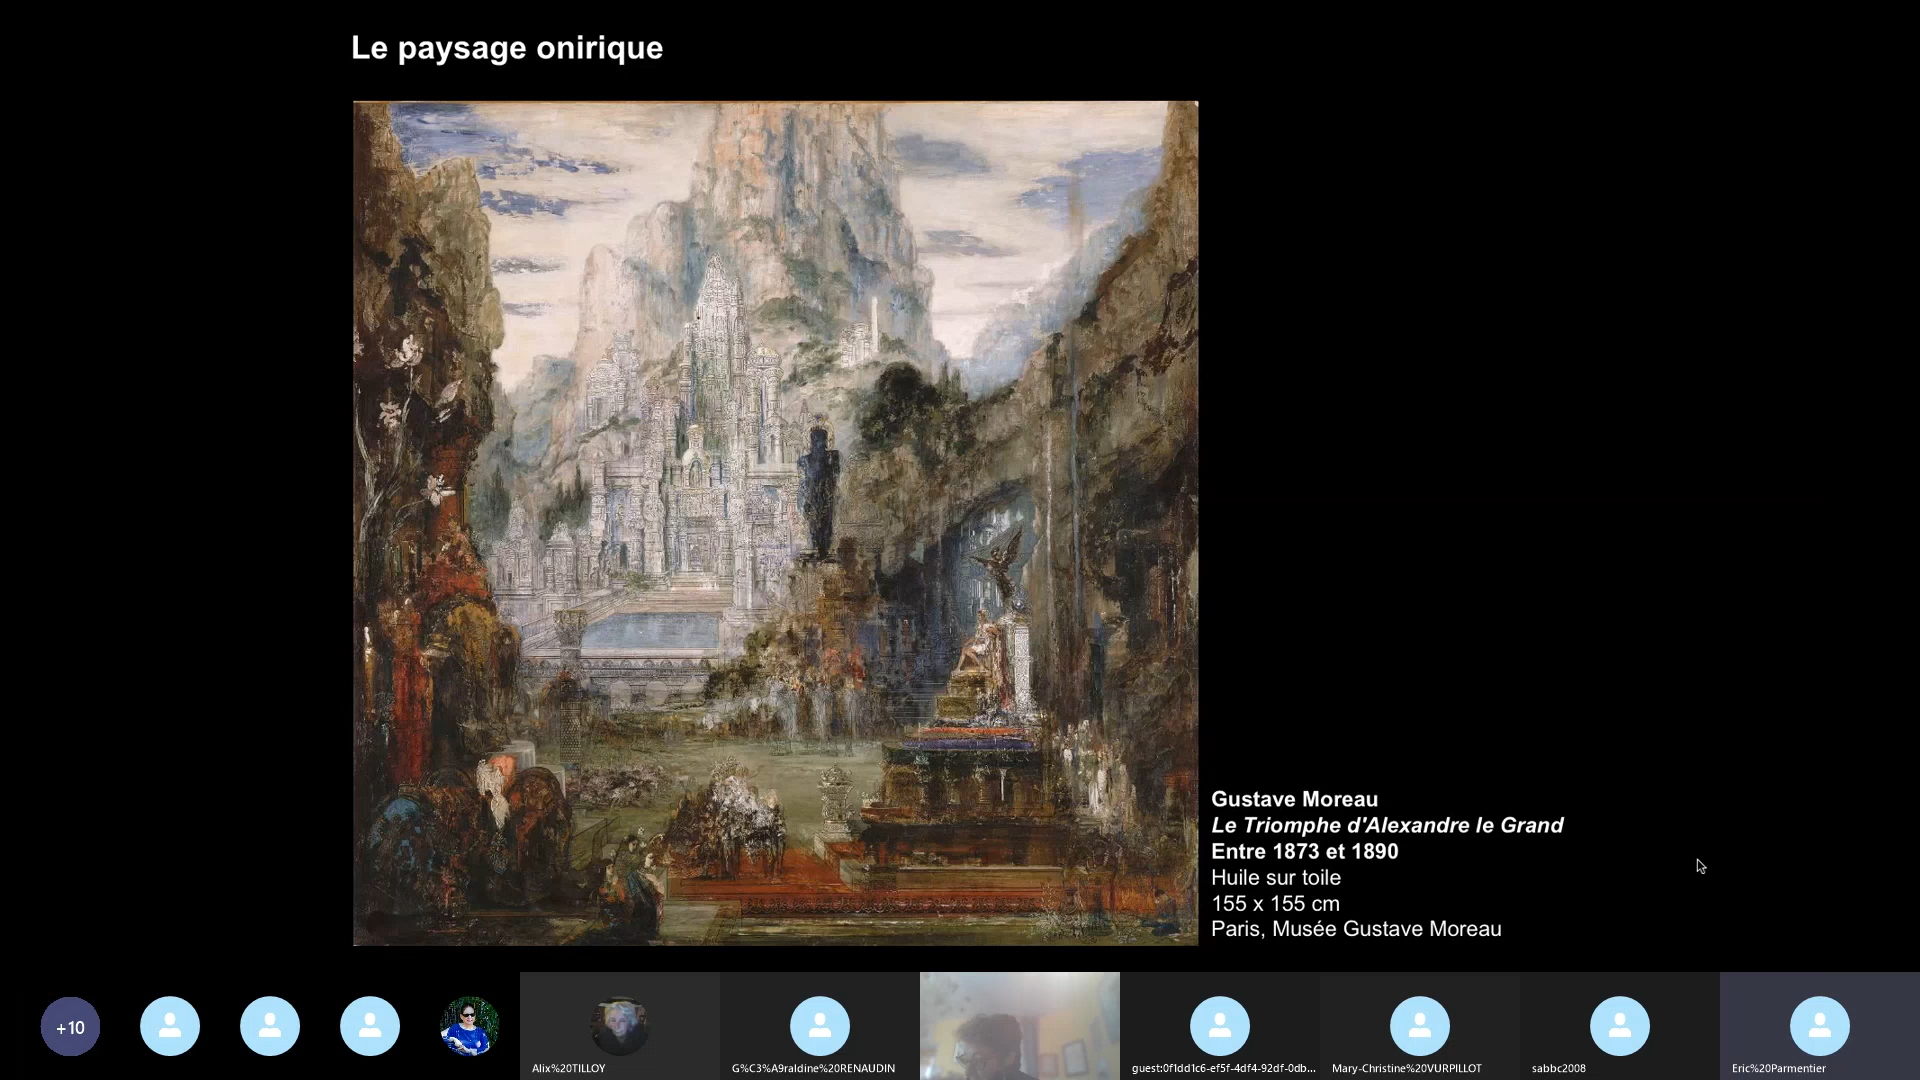 Le paysage onirique
Gustave Moreau
Le Triomphe d'Alexandre le Grand
Entre 1873 et 1890
Huile sur toile
155 x 155 cm
Paris, Musée Gustave Moreau
+10
Alix%20TILLOY
G%C3%A9raldine%20RENAUDIN
guest:0f1dd1c6-ef5f-4df4-92df-0db...
Mary-Christine%20VURPILLOT
sabbc2008
Eric%20Parmentier